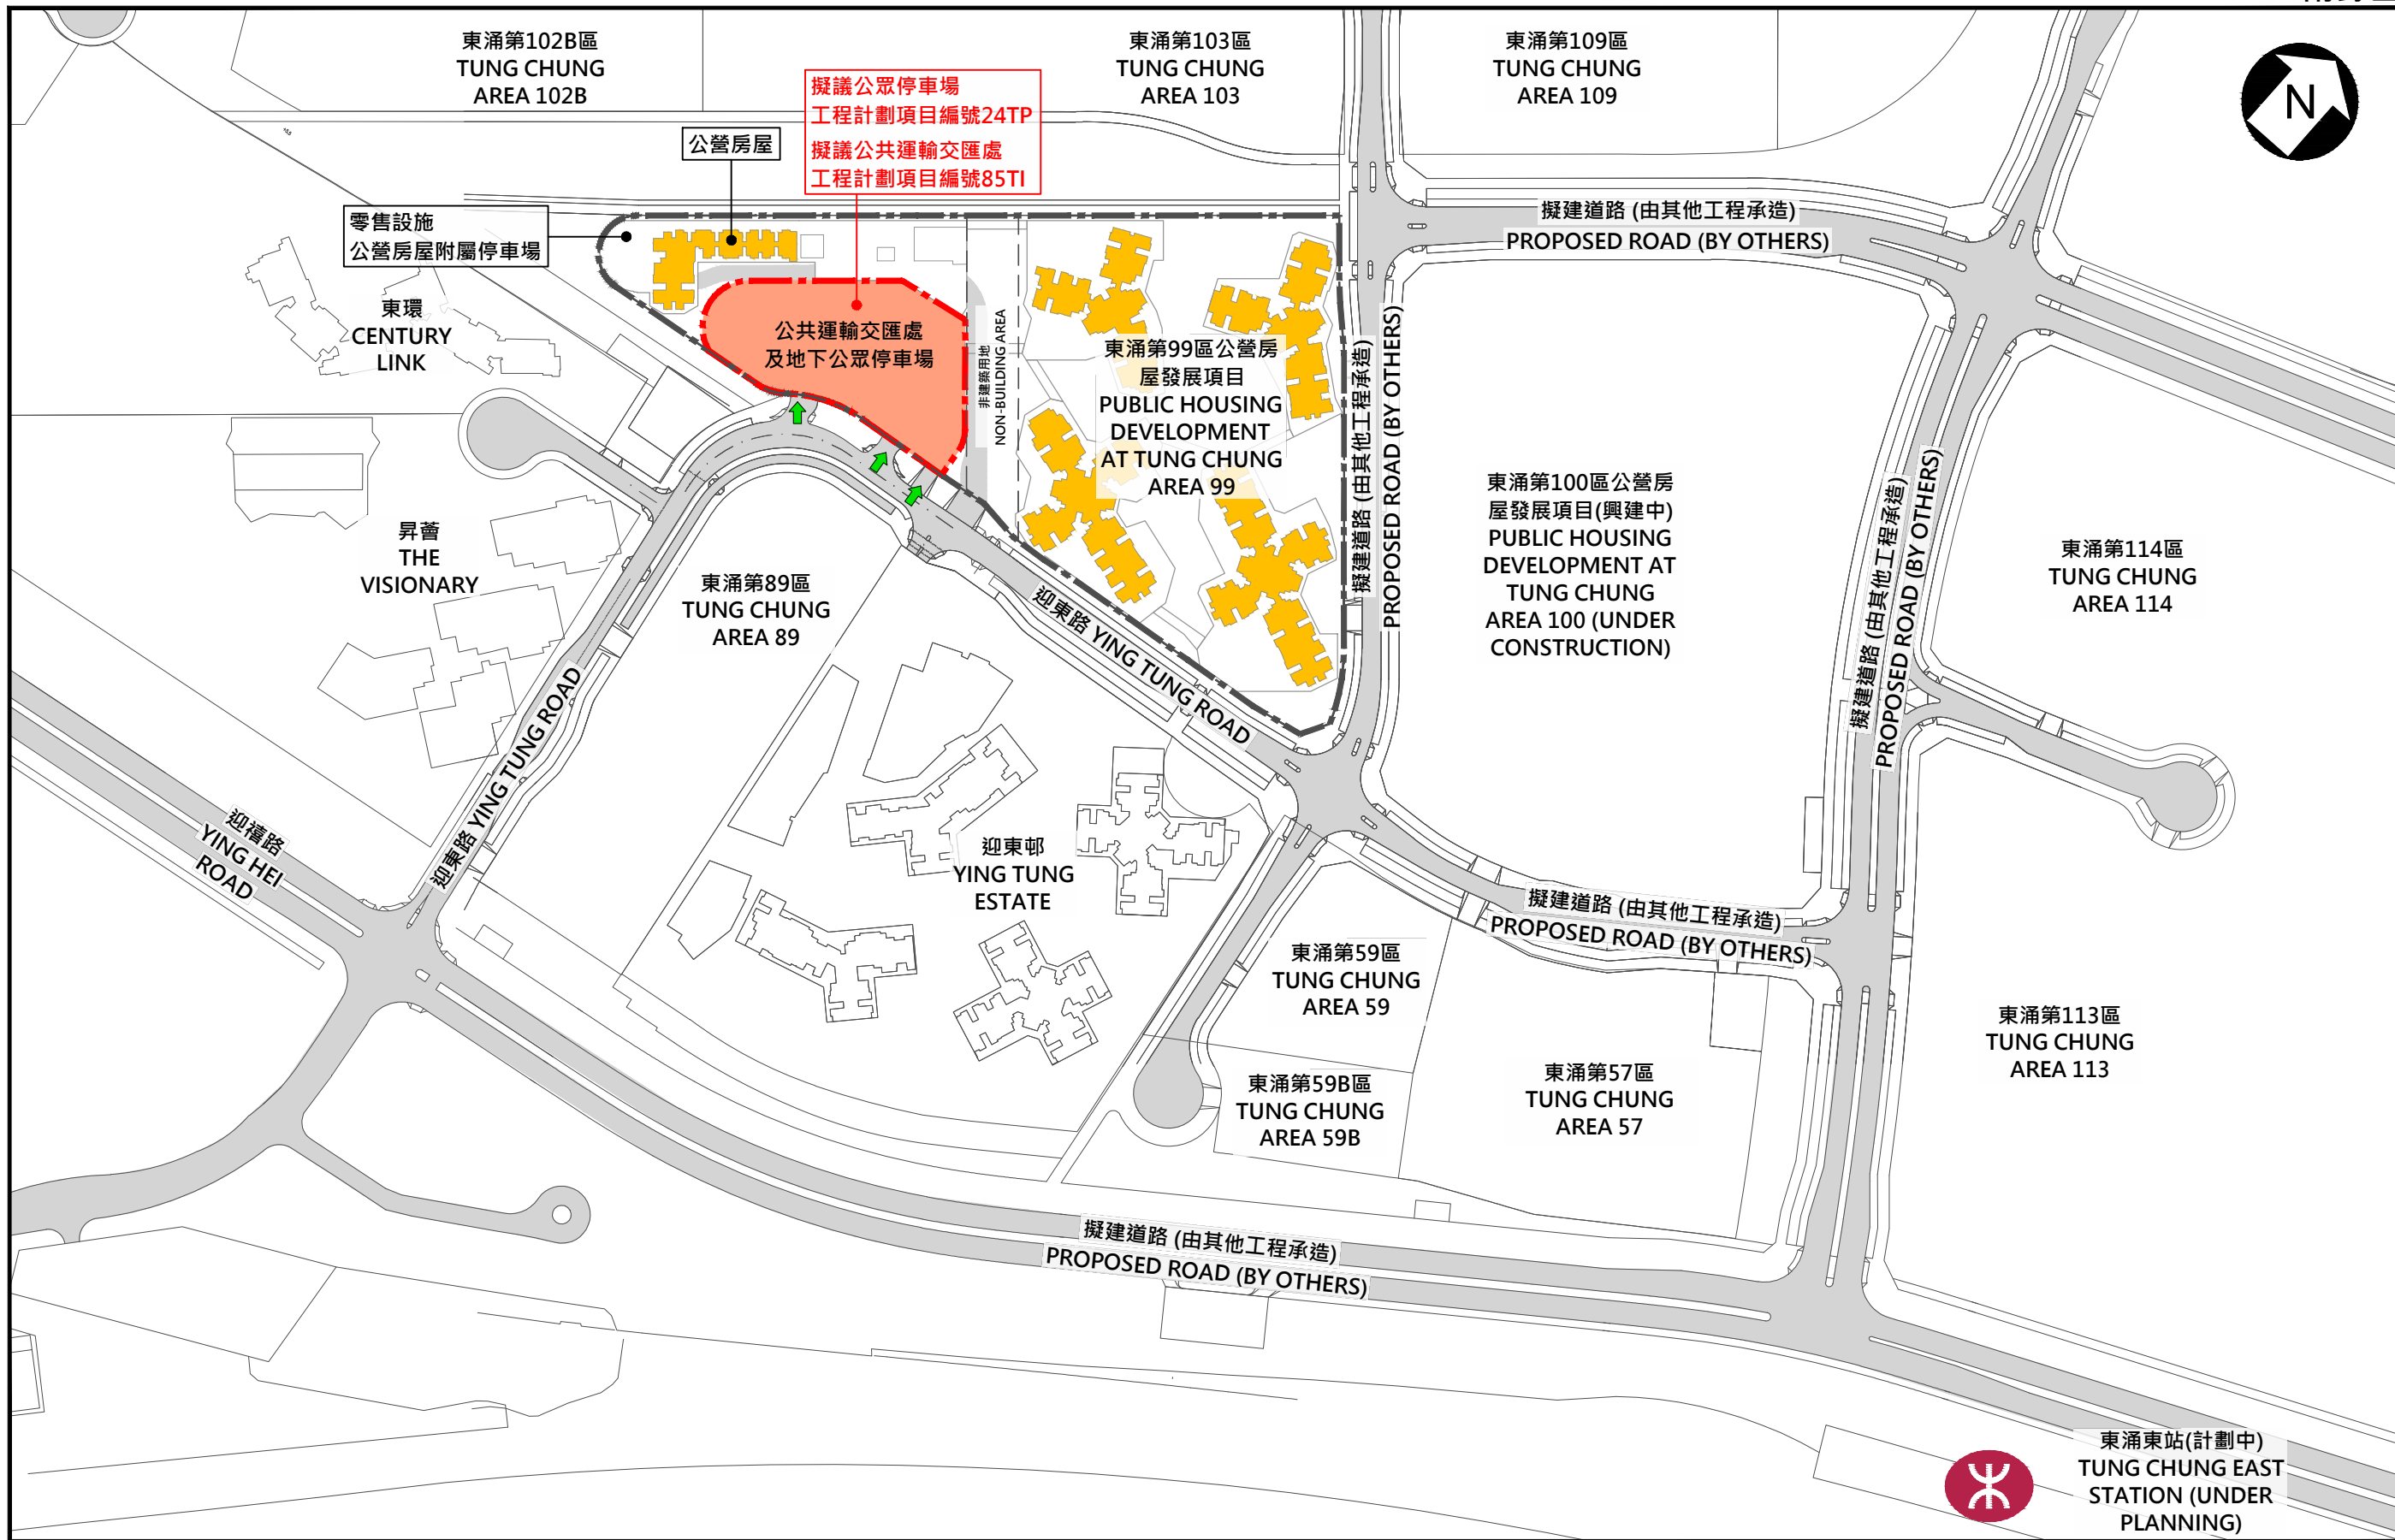 東涌第102B區
TUNG CHUNG
AREA 102B
東涌第103區
TUNG CHUNG
AREA 103
東涌第109區
TUNG CHUNG
AREA 109
N
擬議公眾停車場
工程計劃項目編號24TP
擬議公共運輸交匯處
工程計劃項目編號85TI
公營房屋
零售設施
公營房屋附屬停車場
擬建道路 (由其他工程承造)
PROPOSED ROAD (BY OTHERS)
東環
CENTURY
LINK
公共運輸交匯處
及地下公眾停車場
非建築用地
NON-BUILDING AREA
東涌第99區公營房
屋發展項目
PUBLIC HOUSING
DEVELOPMENT
AT TUNG CHUNG
AREA 99
擬建道路 (由其他工程承造)
PROPOSED ROAD (BY OTHERS)
東涌第100區公營房
屋發展項目(興建中)
PUBLIC HOUSING
DEVELOPMENT AT
TUNG CHUNG
AREA 100 (UNDER
CONSTRUCTION)
擬建道路 (由其他工程承造)
PROPOSED ROAD (BY OTHERS)
東涌第114區
TUNG CHUNG
AREA 114
昇薈
THE
VISIONARY
東涌第89區
TUNG CHUNG
AREA 89
迎東路 YING TUNG ROAD
迎東路 YING TUNG ROAD
迎禧路
YING HEI
ROAD
迎東邨
YING TUNG
ESTATE
擬建道路 (由其他工程承造)
PROPOSED ROAD (BY OTHERS)
東涌第59區
TUNG CHUNG
AREA 59
東涌第113區
TUNG CHUNG
AREA 113
東涌第59B區
TUNG CHUNG
AREA 59B
東涌第57區
TUNG CHUNG
AREA 57
擬建道路 (由其他工程承造)
PROPOSED ROAD (BY OTHERS)
東涌東站(計劃中)
TUNG CHUNG EAST
STATION (UNDER
PLANNING)